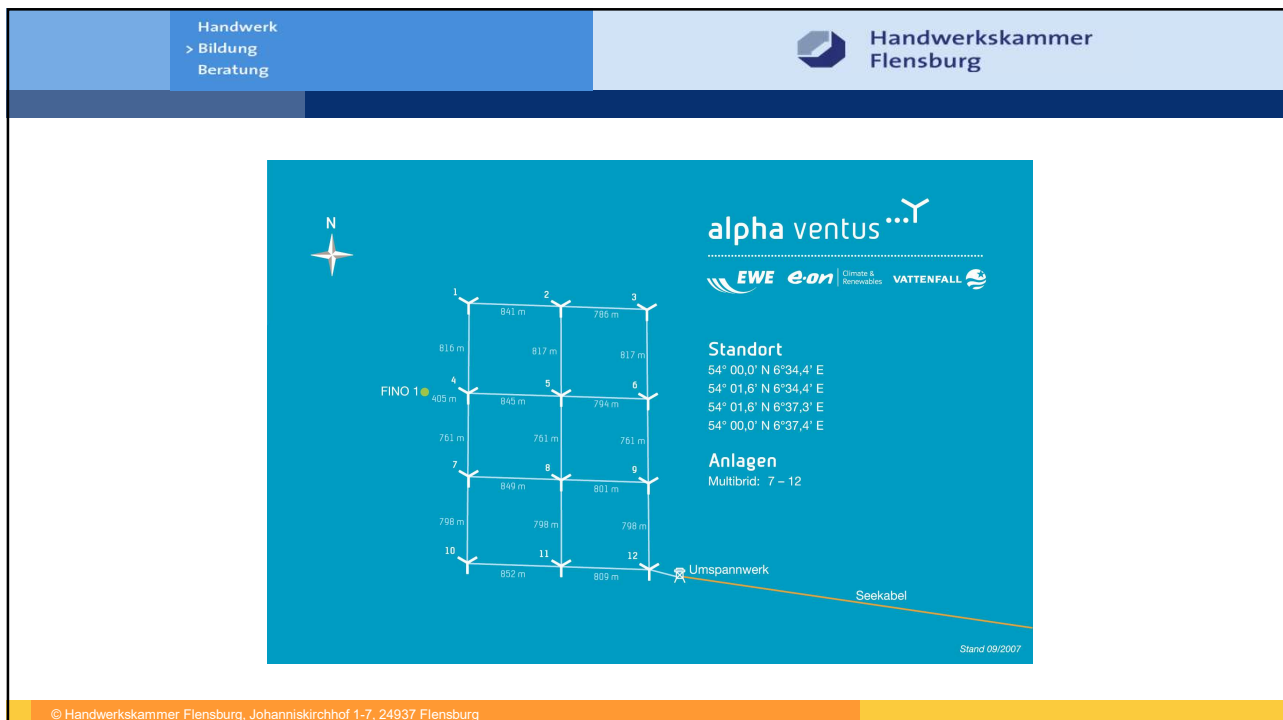 Handwerk
> Bildung
Beratung
Handwerkskammer
Flensburg
N
alpha ventus
EWE e·on Climate & Renewables VATTENFALL
1 2 3
841 m 786 m
816 m 817 m 817 m
4 5 6
FINO 1 405 m 845 m 794 m
761 m 761 m 761 m
7 8 9
849 m 801 m
798 m 798 m 798 m
10 11 12
852 m 809 m
Standort
54° 00,0' N 6°34,4' E
54° 01,6' N 6°34,4' E
54° 01,6' N 6°37,3' E
54° 00,0' N 6°37,4' E
Anlagen
Multibrid: 7 – 12
Umspannwerk
Seekabel
Stand 09/2007
© Handwerkskammer Flensburg, Johanniskirchhof 1-7, 24937 Flensburg